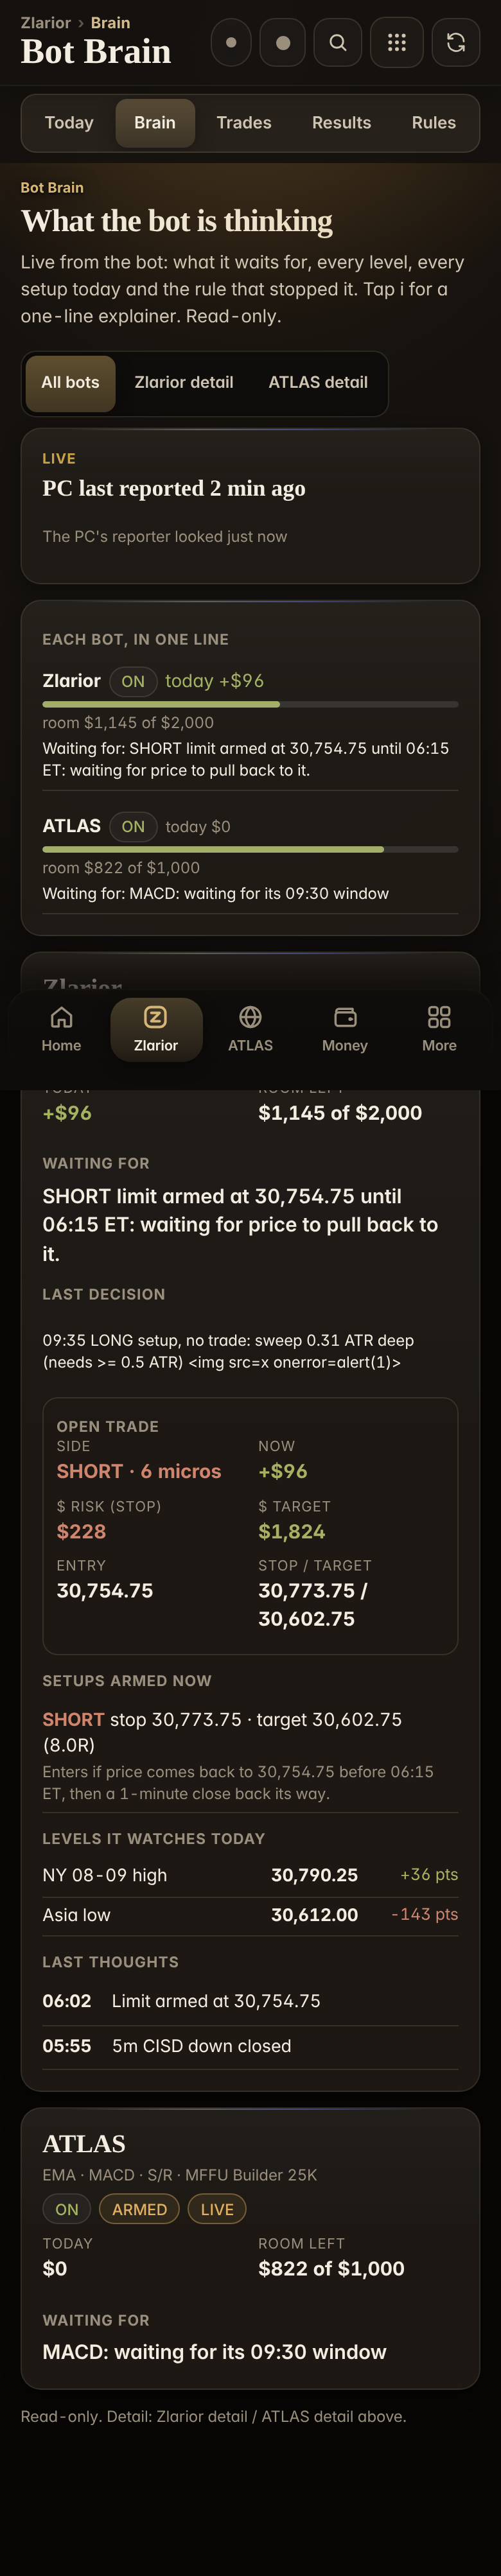 Zlarior › Brain
Bot Brain
Today Brain Trades Results Rules
Bot Brain
What the bot is thinking
Live from the bot: what it waits for, every level, every
setup today and the rule that stopped it. Tap i for a
one-line explainer. Read-only.
All bots Zlarior detail ATLAS detail
LIVE
PC last reported 2 min ago
The PC's reporter looked just now
EACH BOT, IN ONE LINE
Zlarior ON today +$96
room $1,145 of $2,000
Waiting for: SHORT limit armed at 30,754.75 until 06:15
ET: waiting for price to pull back to it.
ATLAS ON today $0
room $822 of $1,000
Waiting for: MACD: waiting for its 09:30 window
Zlarior
Home Zlarior ATLAS Money More
TODAY ROOM LEFT
+$96 $1,145 of $2,000
WAITING FOR
SHORT limit armed at 30,754.75 until
06:15 ET: waiting for price to pull back to
it.
LAST DECISION
09:35 LONG setup, no trade: sweep 0.31 ATR deep
(needs >= 0.5 ATR) <img src=x onerror=alert(1)>
OPEN TRADE
SIDE NOW
SHORT · 6 micros +$96
$ RISK (STOP) $ TARGET
$228 $1,824
ENTRY STOP / TARGET
30,754.75 30,773.75 /
30,602.75
SETUPS ARMED NOW
SHORT stop 30,773.75 · target 30,602.75
(8.0R)
Enters if price comes back to 30,754.75 before 06:15
ET, then a 1-minute close back its way.
LEVELS IT WATCHES TODAY
NY 08-09 high 30,790.25 +36 pts
Asia low 30,612.00 -143 pts
LAST THOUGHTS
06:02 Limit armed at 30,754.75
05:55 5m CISD down closed
ATLAS
EMA · MACD · S/R · MFFU Builder 25K
ON ARMED LIVE
TODAY ROOM LEFT
$0 $822 of $1,000
WAITING FOR
MACD: waiting for its 09:30 window
Read-only. Detail: Zlarior detail / ATLAS detail above.